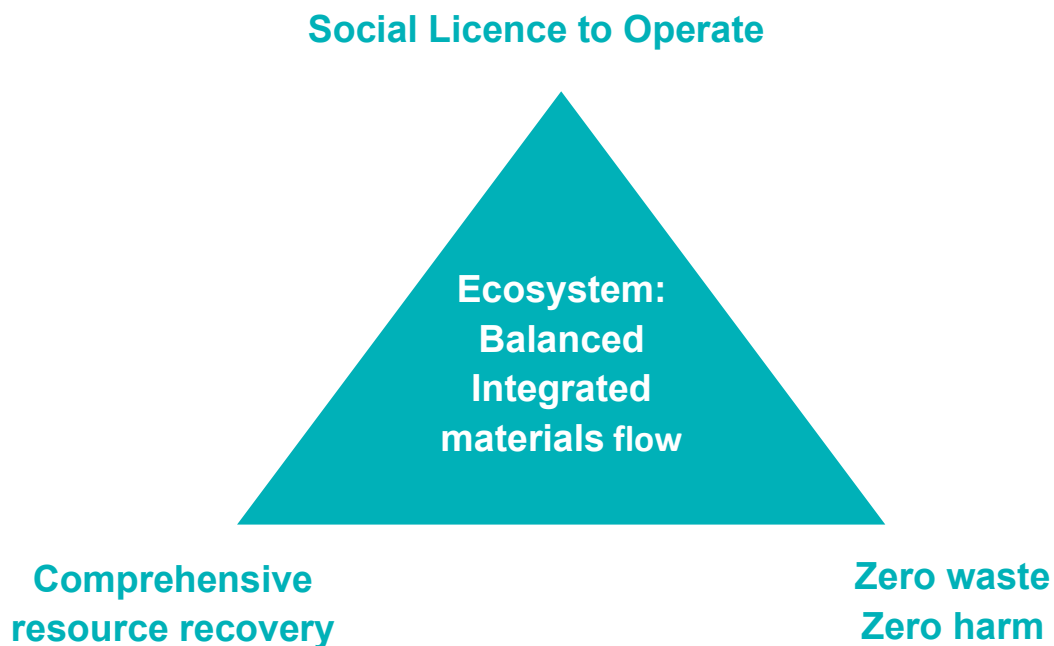 Social Licence to Operate
Ecosystem:
Balanced
Integrated
materials flow
Comprehensive
resource recovery
Zero waste
Zero harm